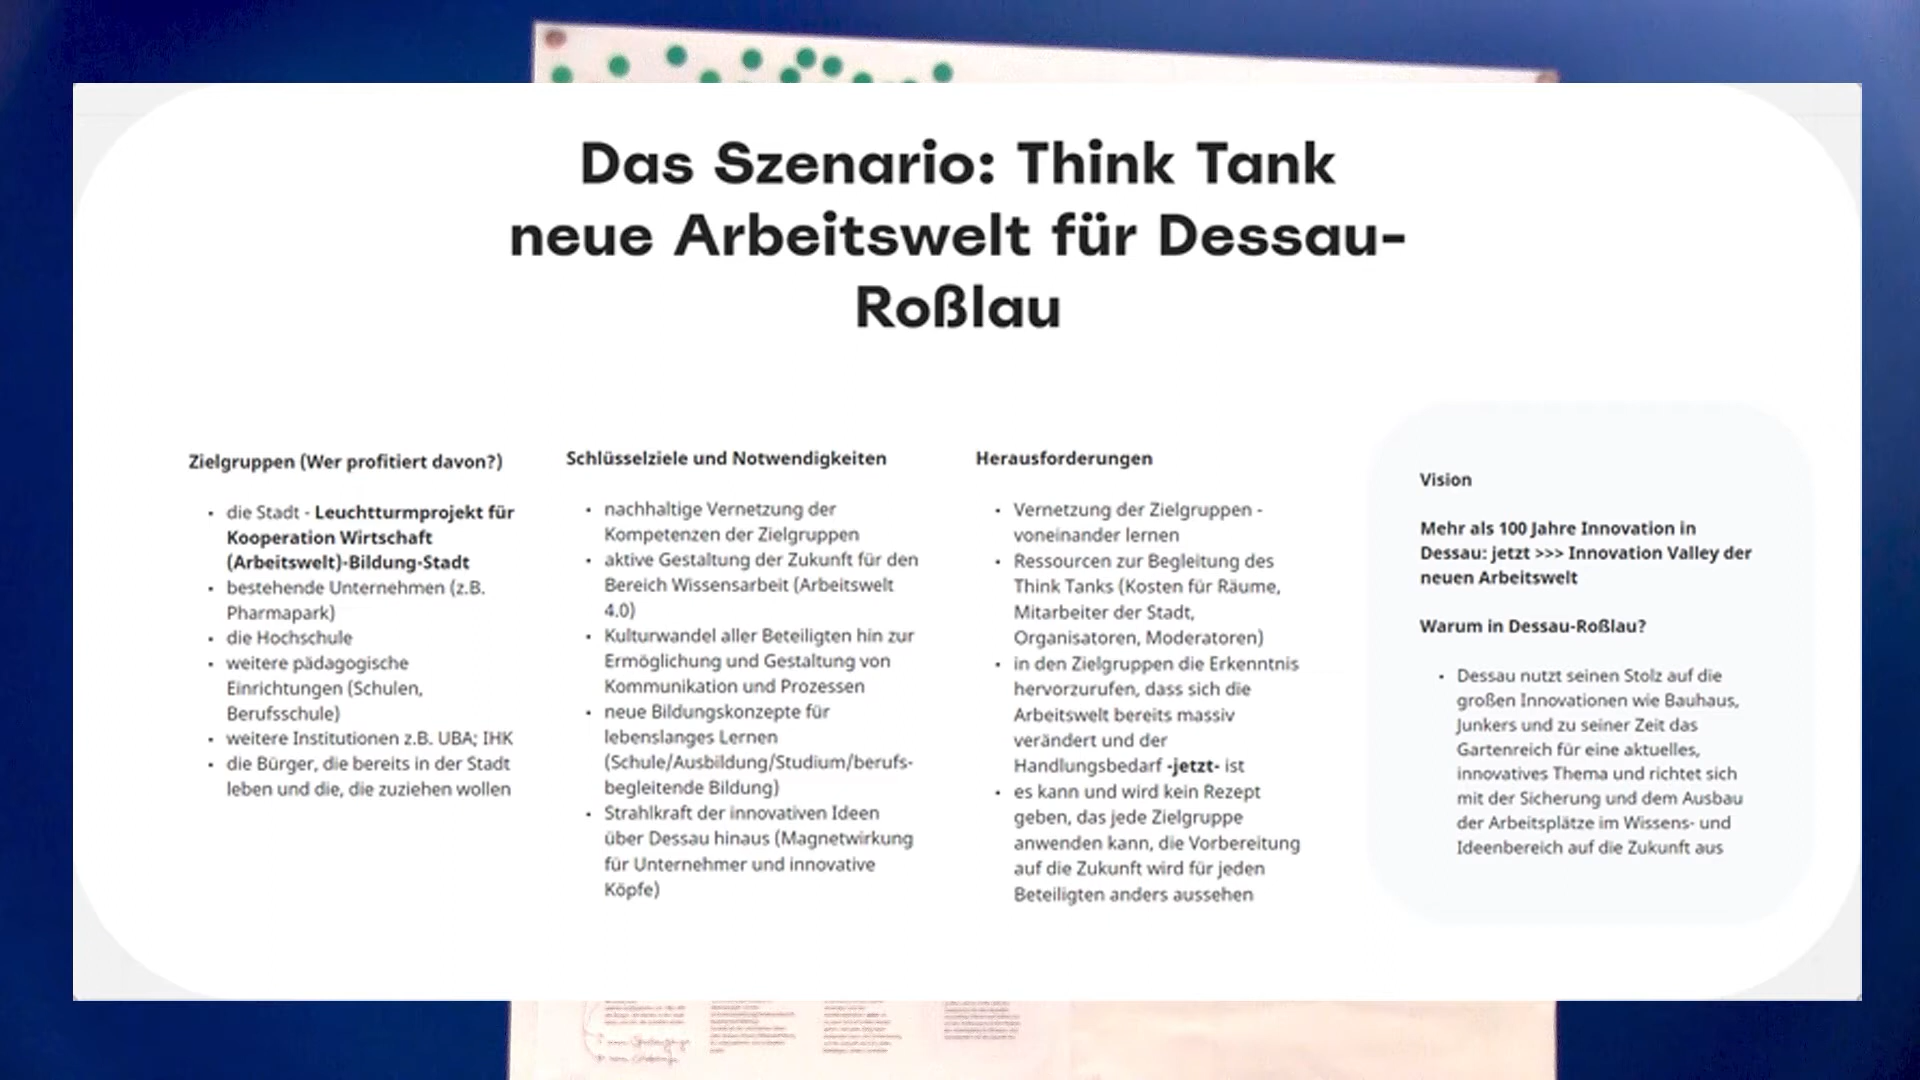 Das Szenario: Think Tank
neue Arbeitswelt für Dessau-
Roßlau
Zielgruppen (Wer profitiert davon?)
• die Stadt - Leuchtturmprojekt für
Kooperation Wirtschaft
(Arbeitswelt)-Bildung-Stadt
• bestehende Unternehmen (z.B.
Pharmapark)
• die Hochschule
• weitere pädagogische
Einrichtungen (Schulen,
Berufsschule)
• weitere Institutionen z.B. UBA; IHK
• die Bürger, die bereits in der Stadt
leben und die, die zuziehen wollen
Schlüsselziele und Notwendigkeiten
• nachhaltige Vernetzung der
Kompetenzen der Zielgruppen
• aktive Gestaltung der Zukunft für den
Bereich Wissensarbeit (Arbeitswelt
4.0)
• Kulturwandel aller Beteiligten hin zur
Ermöglichung und Gestaltung von
Kommunikation und Prozessen
• neue Bildungskonzepte für
lebenslanges Lernen
(Schule/Ausbildung/Studium/berufs-
begleitende Bildung)
• Strahlkraft der innovativen Ideen
über Dessau hinaus (Magnetwirkung
für Unternehmer und innovative
Köpfe)
Herausforderungen
• Vernetzung der Zielgruppen -
voneinander lernen
• Ressourcen zur Begleitung des
Think Tanks (Kosten für Räume,
Mitarbeiter der Stadt,
Organisatoren, Moderatoren)
• in den Zielgruppen die Erkenntnis
hervorzurufen, dass sich die
Arbeitswelt bereits massiv
verändert und der
Handlungsbedarf -jetzt- ist
• es kann und wird kein Rezept
geben, das jede Zielgruppe
anwenden kann, die Vorbereitung
auf die Zukunft wird für jeden
Beteiligten anders aussehen
Vision
Mehr als 100 Jahre Innovation in
Dessau: jetzt >>> Innovation Valley der
neuen Arbeitswelt
Warum in Dessau-Roßlau?
• Dessau nutzt seinen Stolz auf die
großen Innovationen wie Bauhaus,
Junkers und zu seiner Zeit das
Gartenreich für eine aktuelles,
innovatives Thema und richtet sich
mit der Sicherung und dem Ausbau
der Arbeitsplätze im Wissens- und
Ideenbereich auf die Zukunft aus